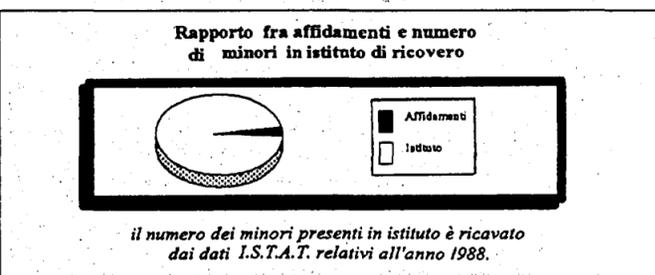 Rapporto fra affidamenti e numero
di minori in istituto di ricovero
Affidamenti
Istituto
il numero dei minori presenti in istituto è ricavato
dai dati I.S.T.A.T. relativi all'anno 1988.